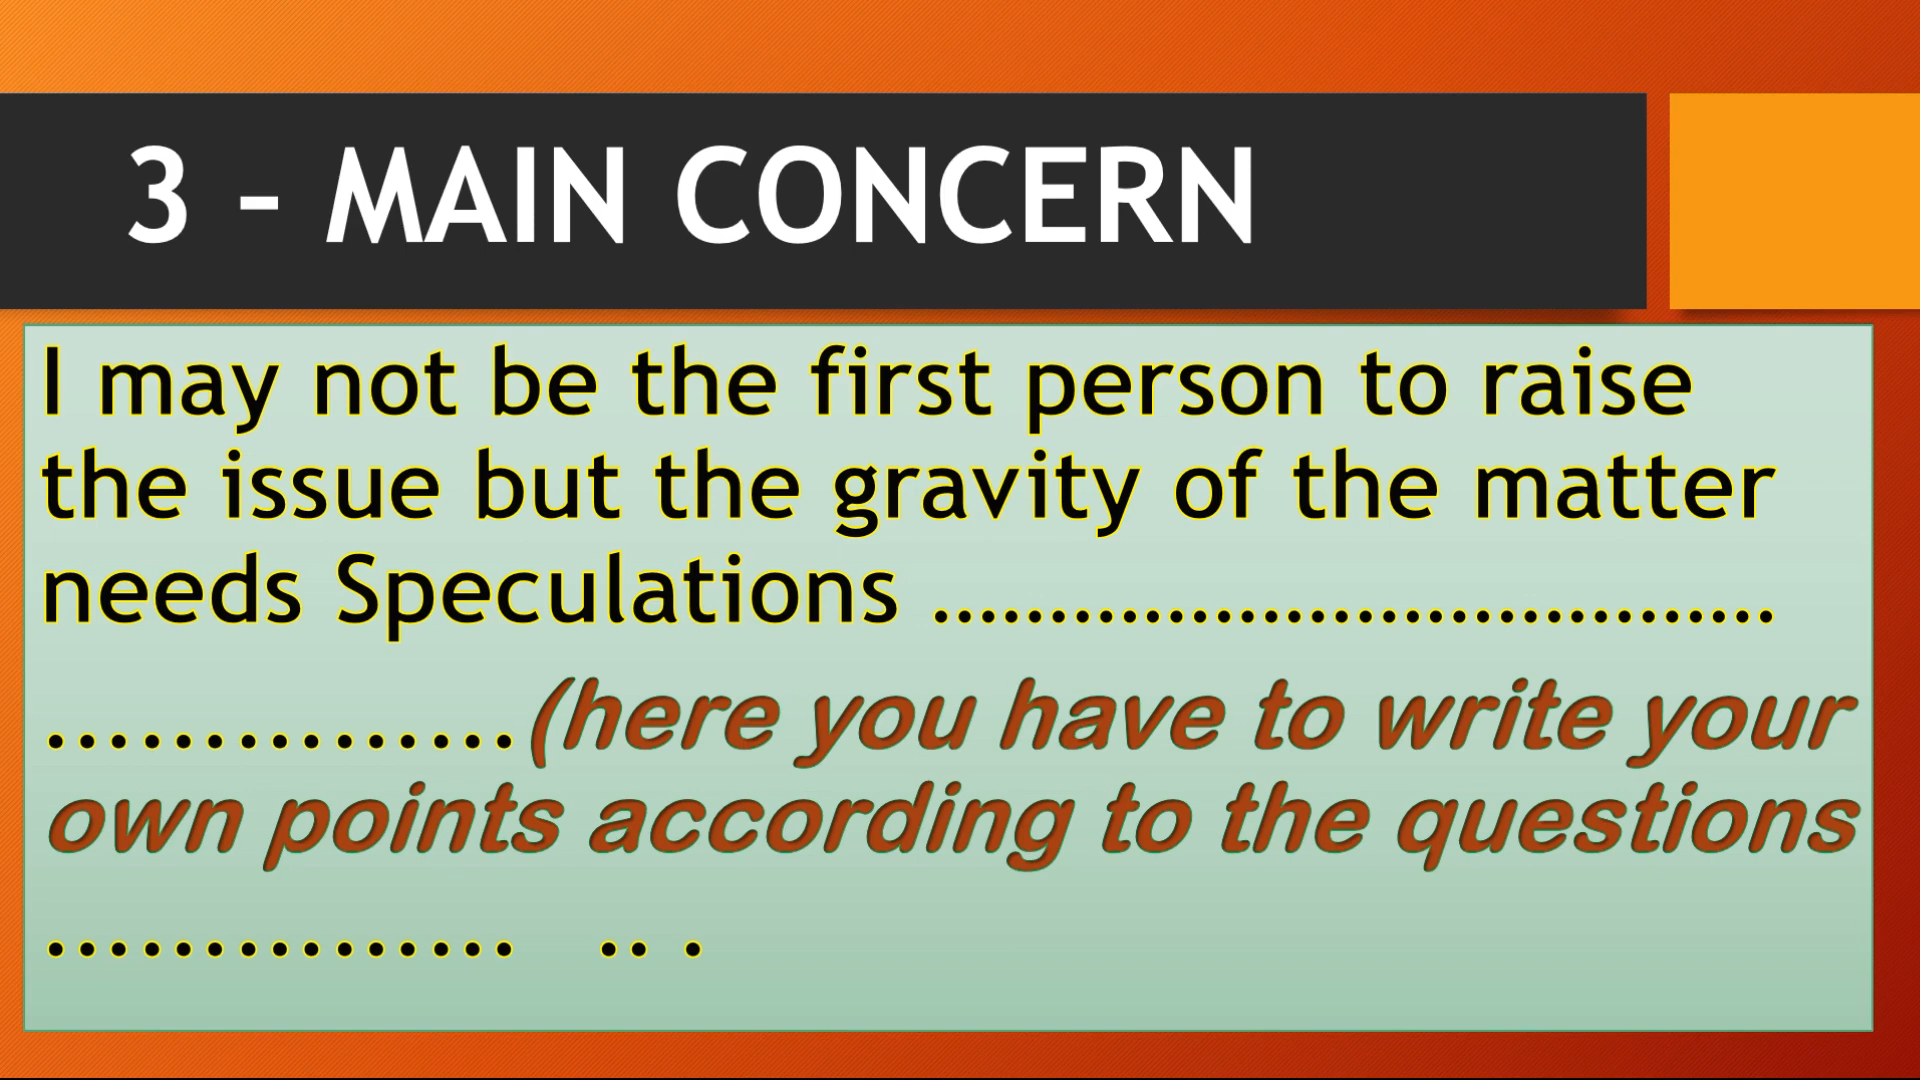 3 – MAIN CONCERN
I may not be the first person to raise
the issue but the gravity of the matter
needs Speculations ....................................
...............(here you have to write your
own points according to the questions
............... .. .